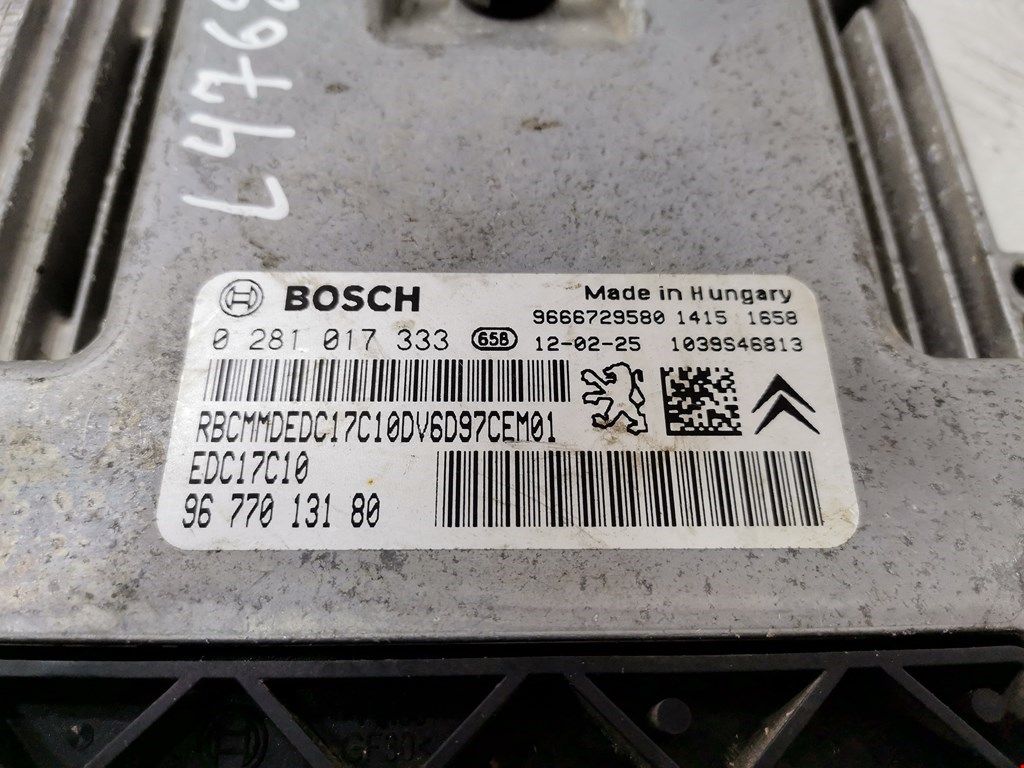 L4768
BOSCH Made in Hungary
9666729580 1415 1658
0 281 017 333 658 12-02-25 1039S46813
RBCMMDEDC17C10DV6D97CEM01
EDC17C10
96 770 131 80